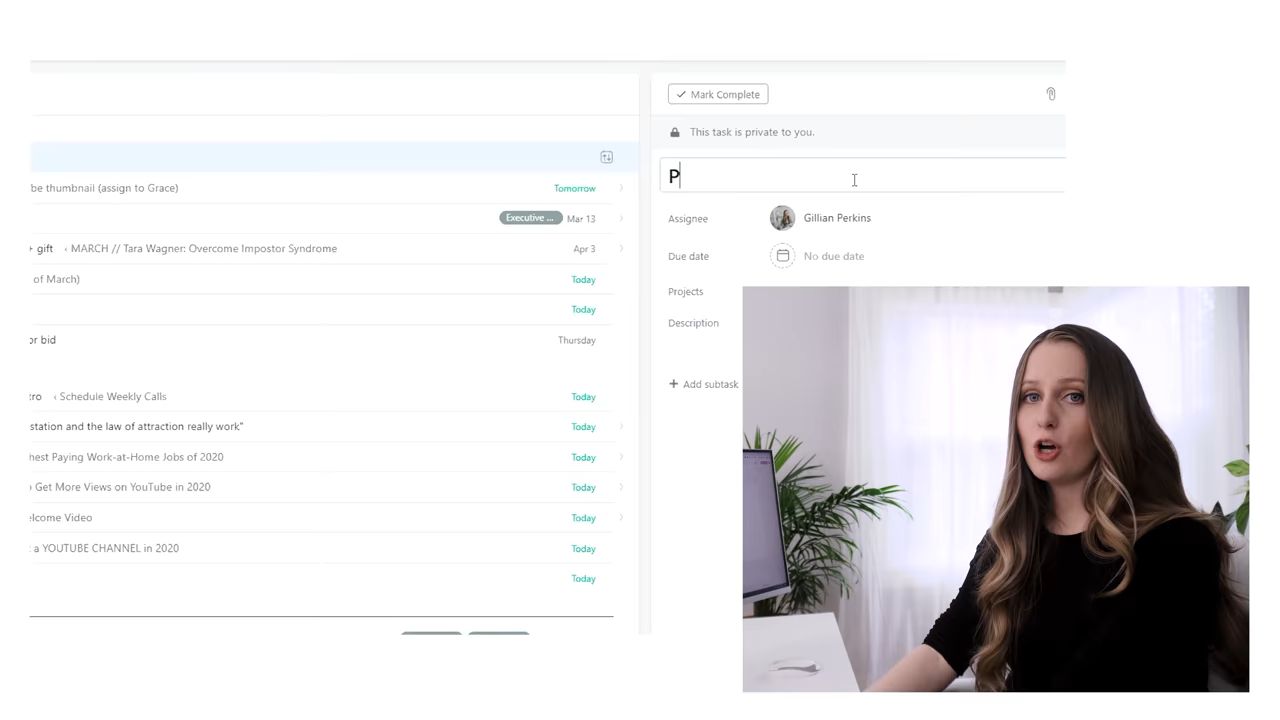 Mark Complete
This task is private to you.
P
be thumbnail (assign to Grace) Tomorrow
Executive ... Mar 13
+ gift ‹ MARCH // Tara Wagner: Overcome Impostor Syndrome Apr 3
of March) Today
Today
or bid Thursday
tro ‹ Schedule Weekly Calls Today
station and the law of attraction really work" Today
hest Paying Work-at-Home Jobs of 2020 Today
Get More Views on YouTube in 2020 Today
elcome Video Today
a YOUTUBE CHANNEL in 2020 Today
Today
Assignee Gillian Perkins
Due date No due date
Projects
Description
+ Add subtask